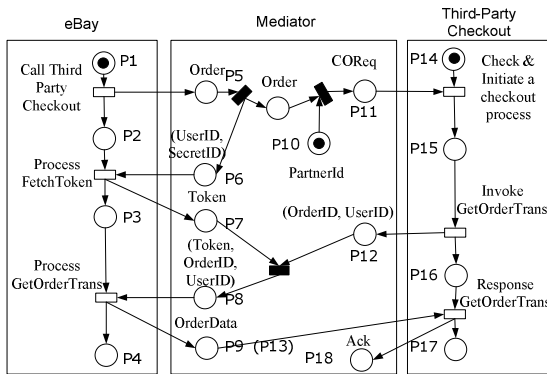 eBay
Mediator
Third-Party
Checkout
P1
Call Third
Party
Checkout
Order
P5
Order
COReq
P14
Check &
Initiate a
checkout
process
P2
(UserID,
SecretID)
P10
P11
P15
Process
FetchToken
P6
PartnerId
Invoke
GetOrderTrans
P3
Token
P7
(OrderID, UserID)
(Token,
OrderID,
UserID)
P12
Process
GetOrderTrans
P8
P16
Response
GetOrderTrans
OrderData
P9 (P13)
Ack
P18
P17
P4